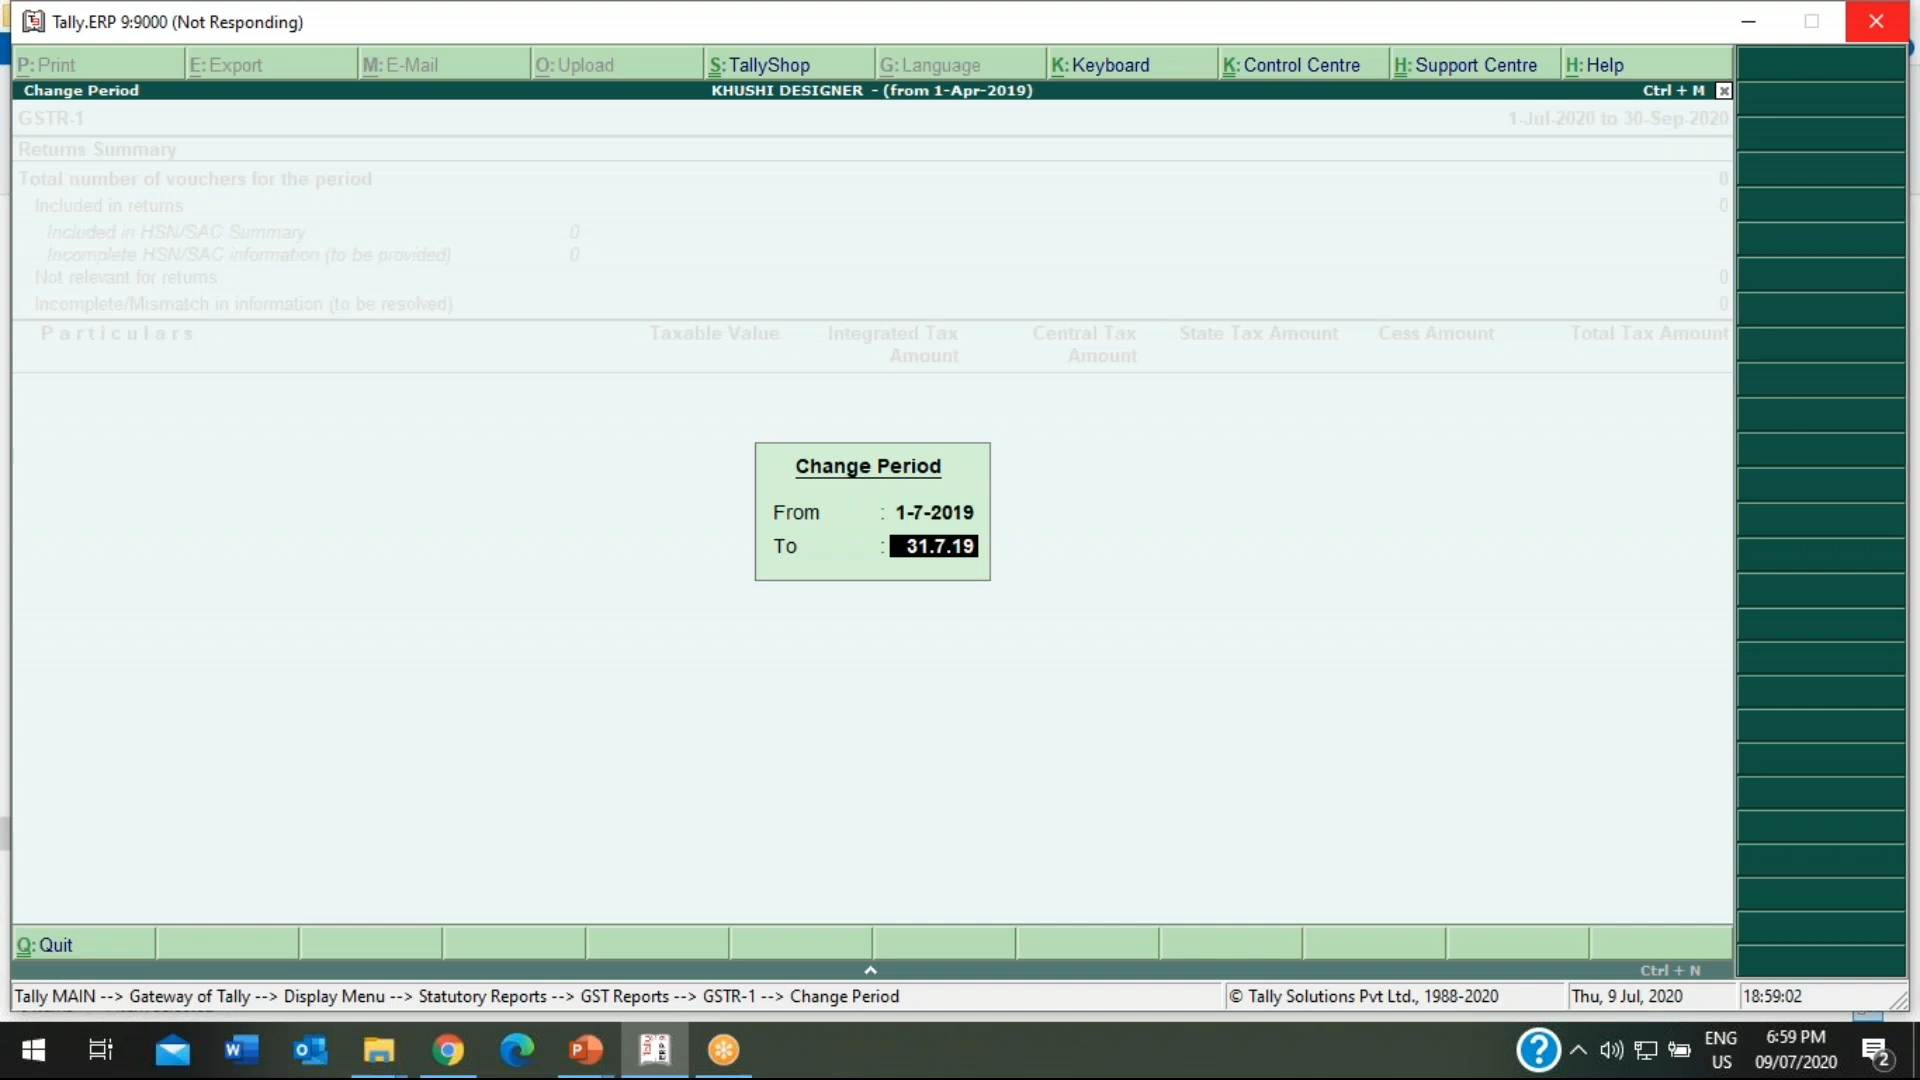 Tally.ERP 9:9000 (Not Responding)
P: Print E: Export M: E-Mail O: Upload S: TallyShop G: Language K: Keyboard K: Control Centre H: Support Centre H: Help
Change Period KHUSHI DESIGNER - (from 1-Apr-2019) Ctrl + M
GSTR-1 1-Jul-2020 to 30-Sep-2020
Returns Summary
Total number of vouchers for the period 0
Included in returns 0
Included in HSN/SAC Summary 0
Incomplete HSN/SAC information (to be provided) 0
Not relevant for returns 0
Incomplete/Mismatch in information (to be resolved) 0
Particulars Taxable Value Integrated Tax Central Tax State Tax Amount Cess Amount Total Tax Amount
Amount Amount
Change Period
From : 1-7-2019
To : 31.7.19
Q: Quit
Ctrl + N
Tally MAIN --> Gateway of Tally --> Display Menu --> Statutory Reports --> GST Reports --> GSTR-1 --> Change Period © Tally Solutions Pvt Ltd., 1988-2020 Thu, 9 Jul, 2020 18:59:02
ENG 6:59 PM
US 09/07/2020 2